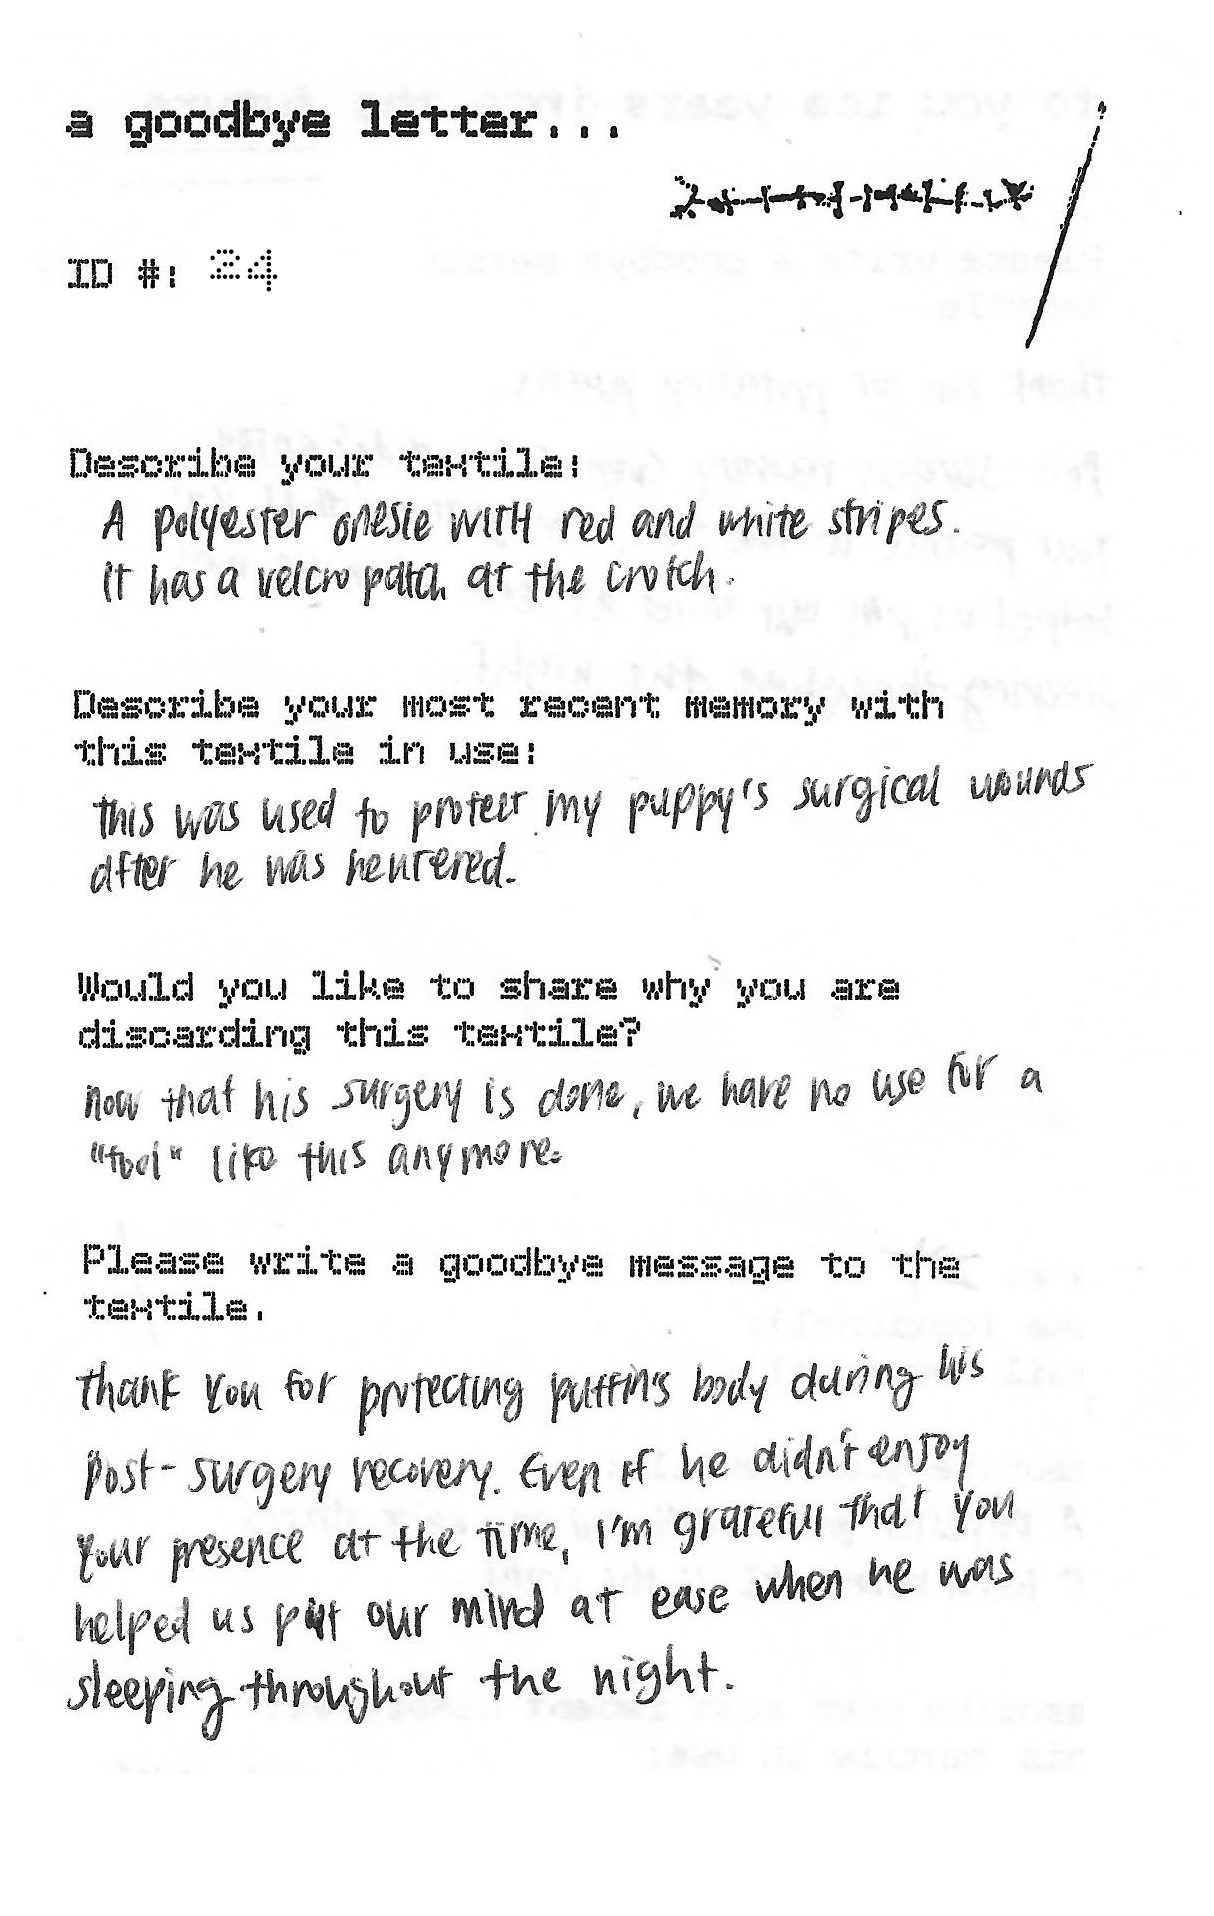 a goodbye letter...
ID #: 24
Describe your textile:
A polyester onesie with red and white stripes.
It has a velcro patch at the crotch.
Describe your most recent memory with
this textile in use:
this was used to protect my puppy's surgical wounds
after he was neutered.
Would you like to share why you are
discarding this textile?
now that his surgery is done, we have no use for a
"tool" like this anymore.
Please write a goodbye message to the
textile.
thank you for protecting puffin's body during his
post-surgery recovery. Even if he didn't enjoy
your presence at the time, I'm grateful that you
helped us put our mind at ease when he was
sleeping throughout the night.